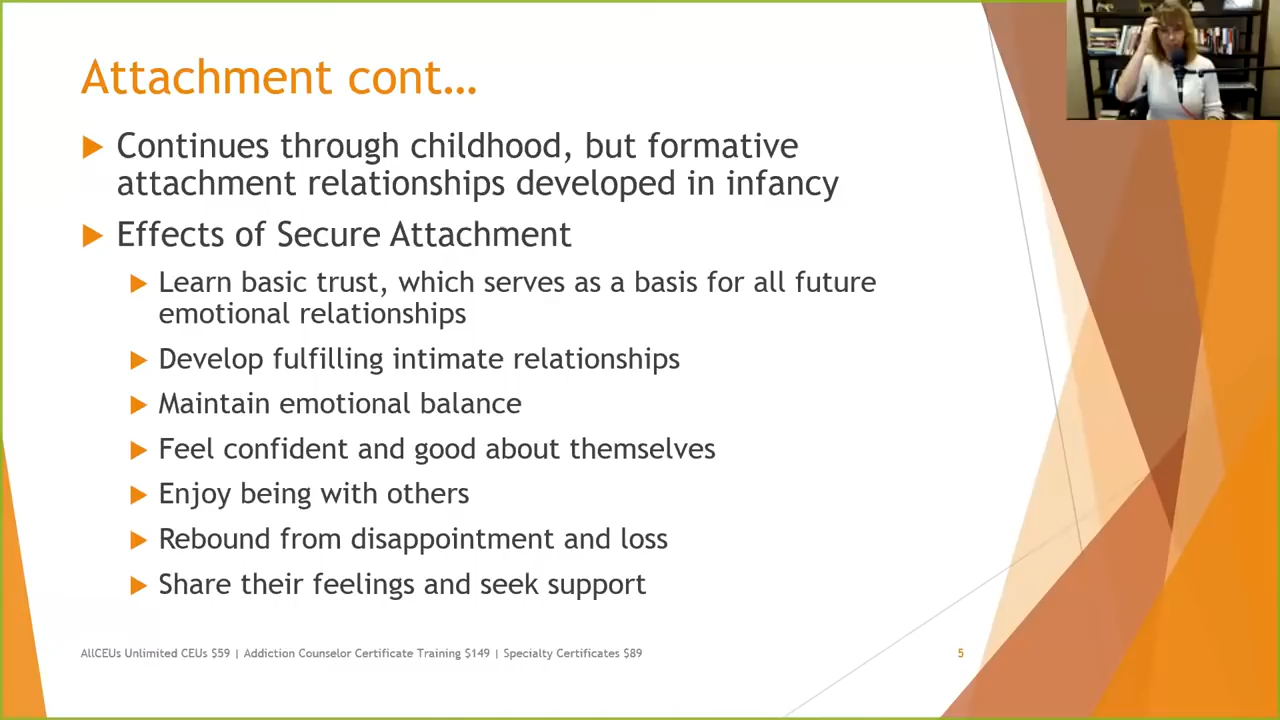 Attachment cont…
Continues through childhood, but formative
attachment relationships developed in infancy
Effects of Secure Attachment
Learn basic trust, which serves as a basis for all future
emotional relationships
Develop fulfilling intimate relationships
Maintain emotional balance
Feel confident and good about themselves
Enjoy being with others
Rebound from disappointment and loss
Share their feelings and seek support
AllCEUs Unlimited CEUs $59 | Addiction Counselor Certificate Training $149 | Specialty Certificates $89
5